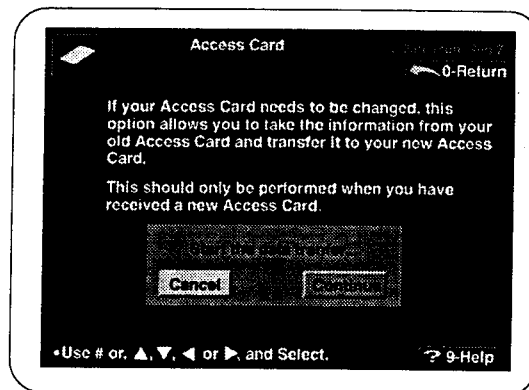 Access Card
0-Return
If your Access Card needs to be changed, this
option allows you to take the information from your
old Access Card and transfer it to your new Access
Card.
This should only be performed when you have
received a new Access Card.
Cancel Continue
•Use # or, ▲, ▼, ◄ or ►, and Select. ? 9-Help